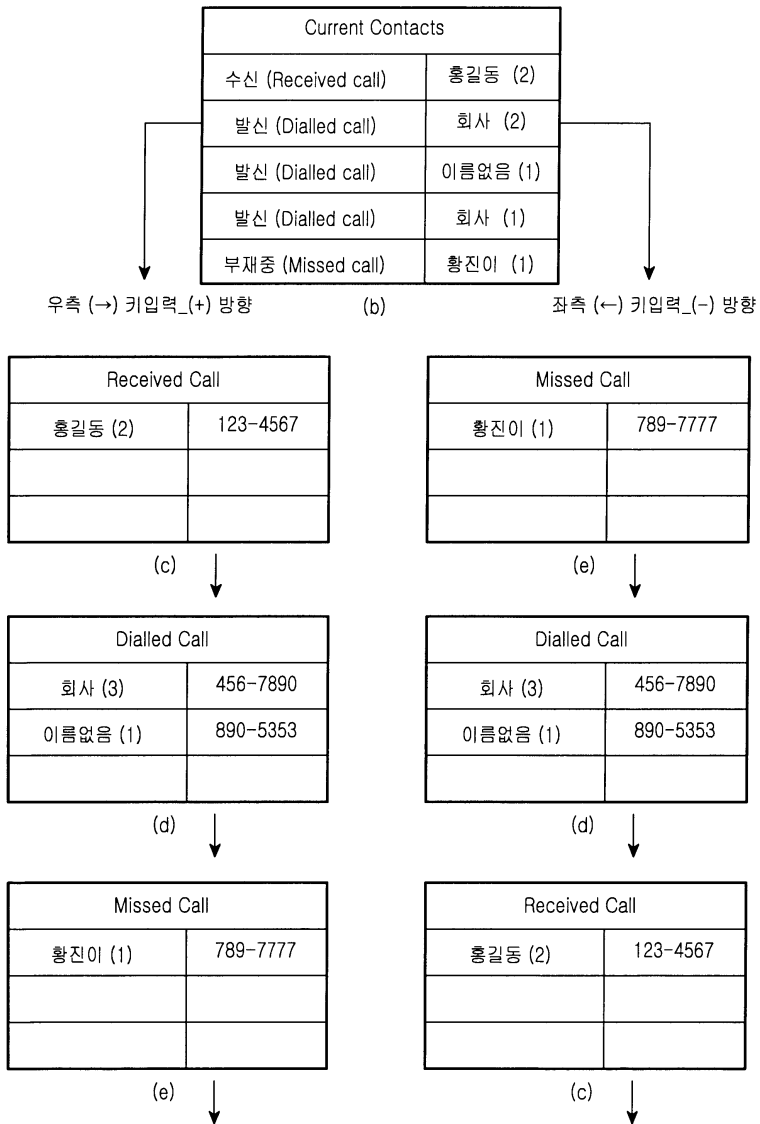 Current Contacts
수신 (Received call) 홍길동 (2)
발신 (Dialled call) 회사 (2)
발신 (Dialled call) 이름없음 (1)
발신 (Dialled call) 회사 (1)
부재중 (Missed call) 황진이 (1)
우측 (→) 키입력_(+) 방향 (b) 좌측 (←) 키입력_(-) 방향
Received Call
홍길동 (2) 123-4567
(c)
Dialled Call
회사 (3) 456-7890
이름없음 (1) 890-5353
(d)
Missed Call
황진이 (1) 789-7777
(e)
Missed Call
황진이 (1) 789-7777
(e)
Dialled Call
회사 (3) 456-7890
이름없음 (1) 890-5353
(d)
Received Call
홍길동 (2) 123-4567
(c)